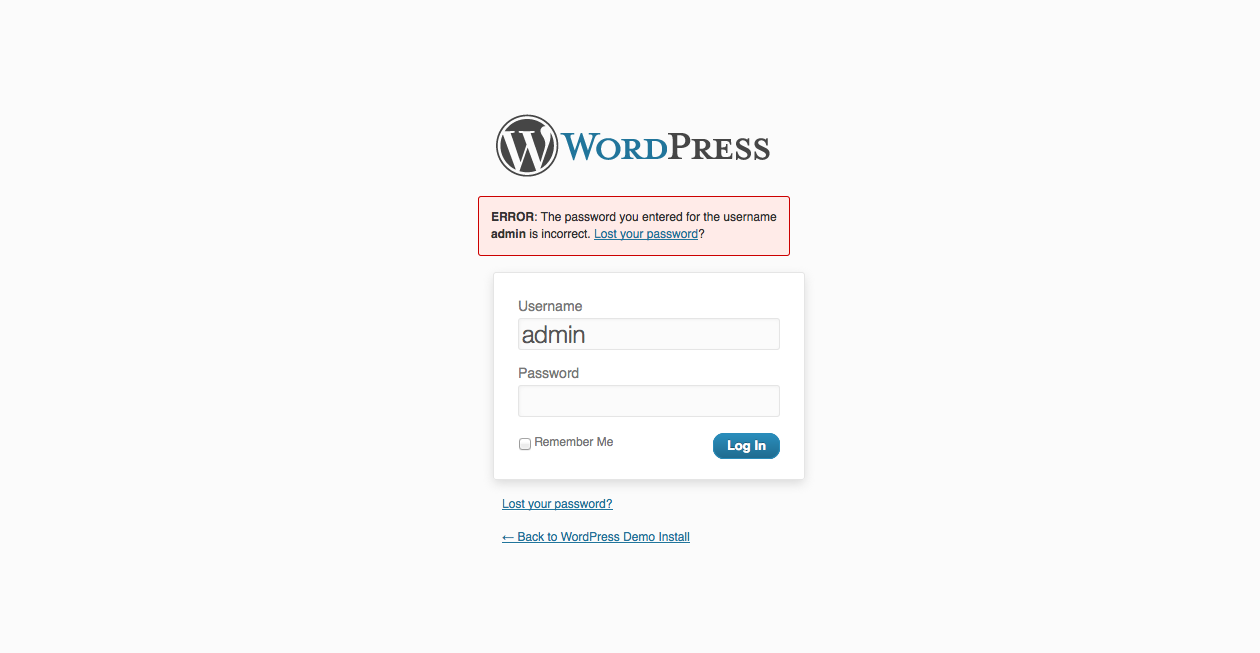 WORDPRESS
ERROR: The password you entered for the username
admin is incorrect. Lost your password?
Username
admin
Password
Remember Me
Log In
Lost your password?
← Back to WordPress Demo Install